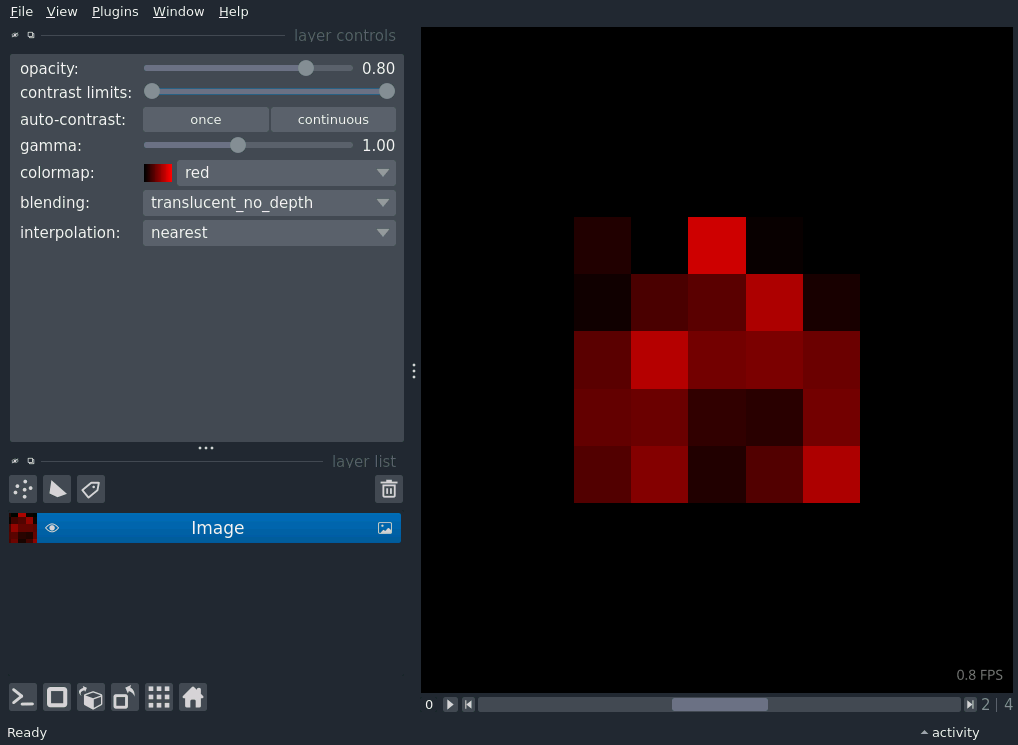 File View Plugins Window Help
layer controls
opacity: 0.80
contrast limits:
auto-contrast: once continuous
gamma: 1.00
colormap: red
blending: translucent_no_depth
interpolation: nearest
layer list
Image
0.8 FPS
0 2 | 4
Ready activity